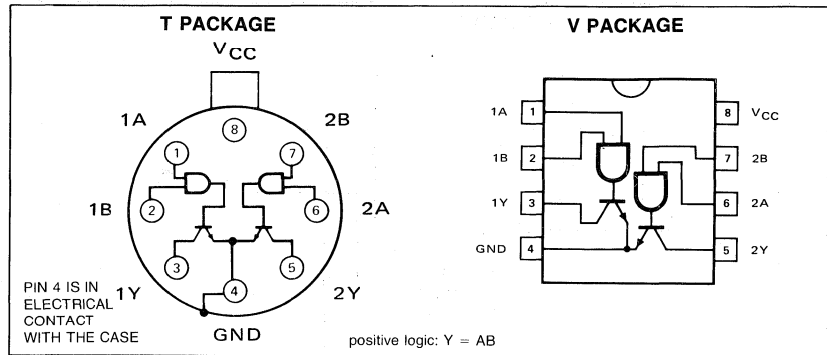 T PACKAGE
VCC
1A
2B
8
1
7
1B
2
6
2A
3
5
4
1Y
2Y
GND
PIN 4 IS IN
ELECTRICAL
CONTACT
WITH THE CASE
V PACKAGE
1A 1
8 VCC
1B 2
7 2B
1Y 3
6 2A
GND 4
5 2Y
positive logic: Y = AB